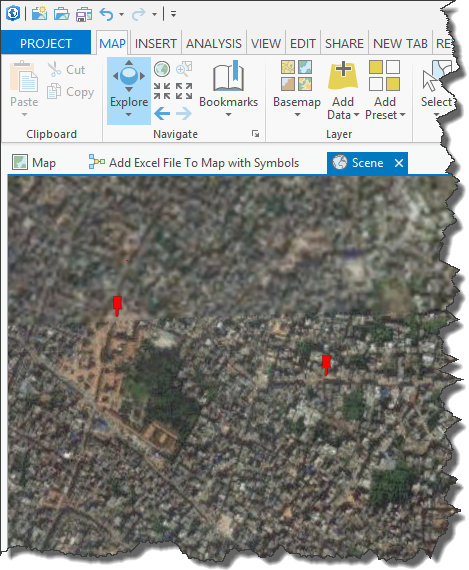 PROJECT MAP INSERT ANALYSIS VIEW EDIT SHARE NEW TAB RE
Paste Cut Copy Explore Bookmarks Basemap Add Data Add Preset Select
Clipboard Navigate Layer
Map Add Excel File To Map with Symbols Scene